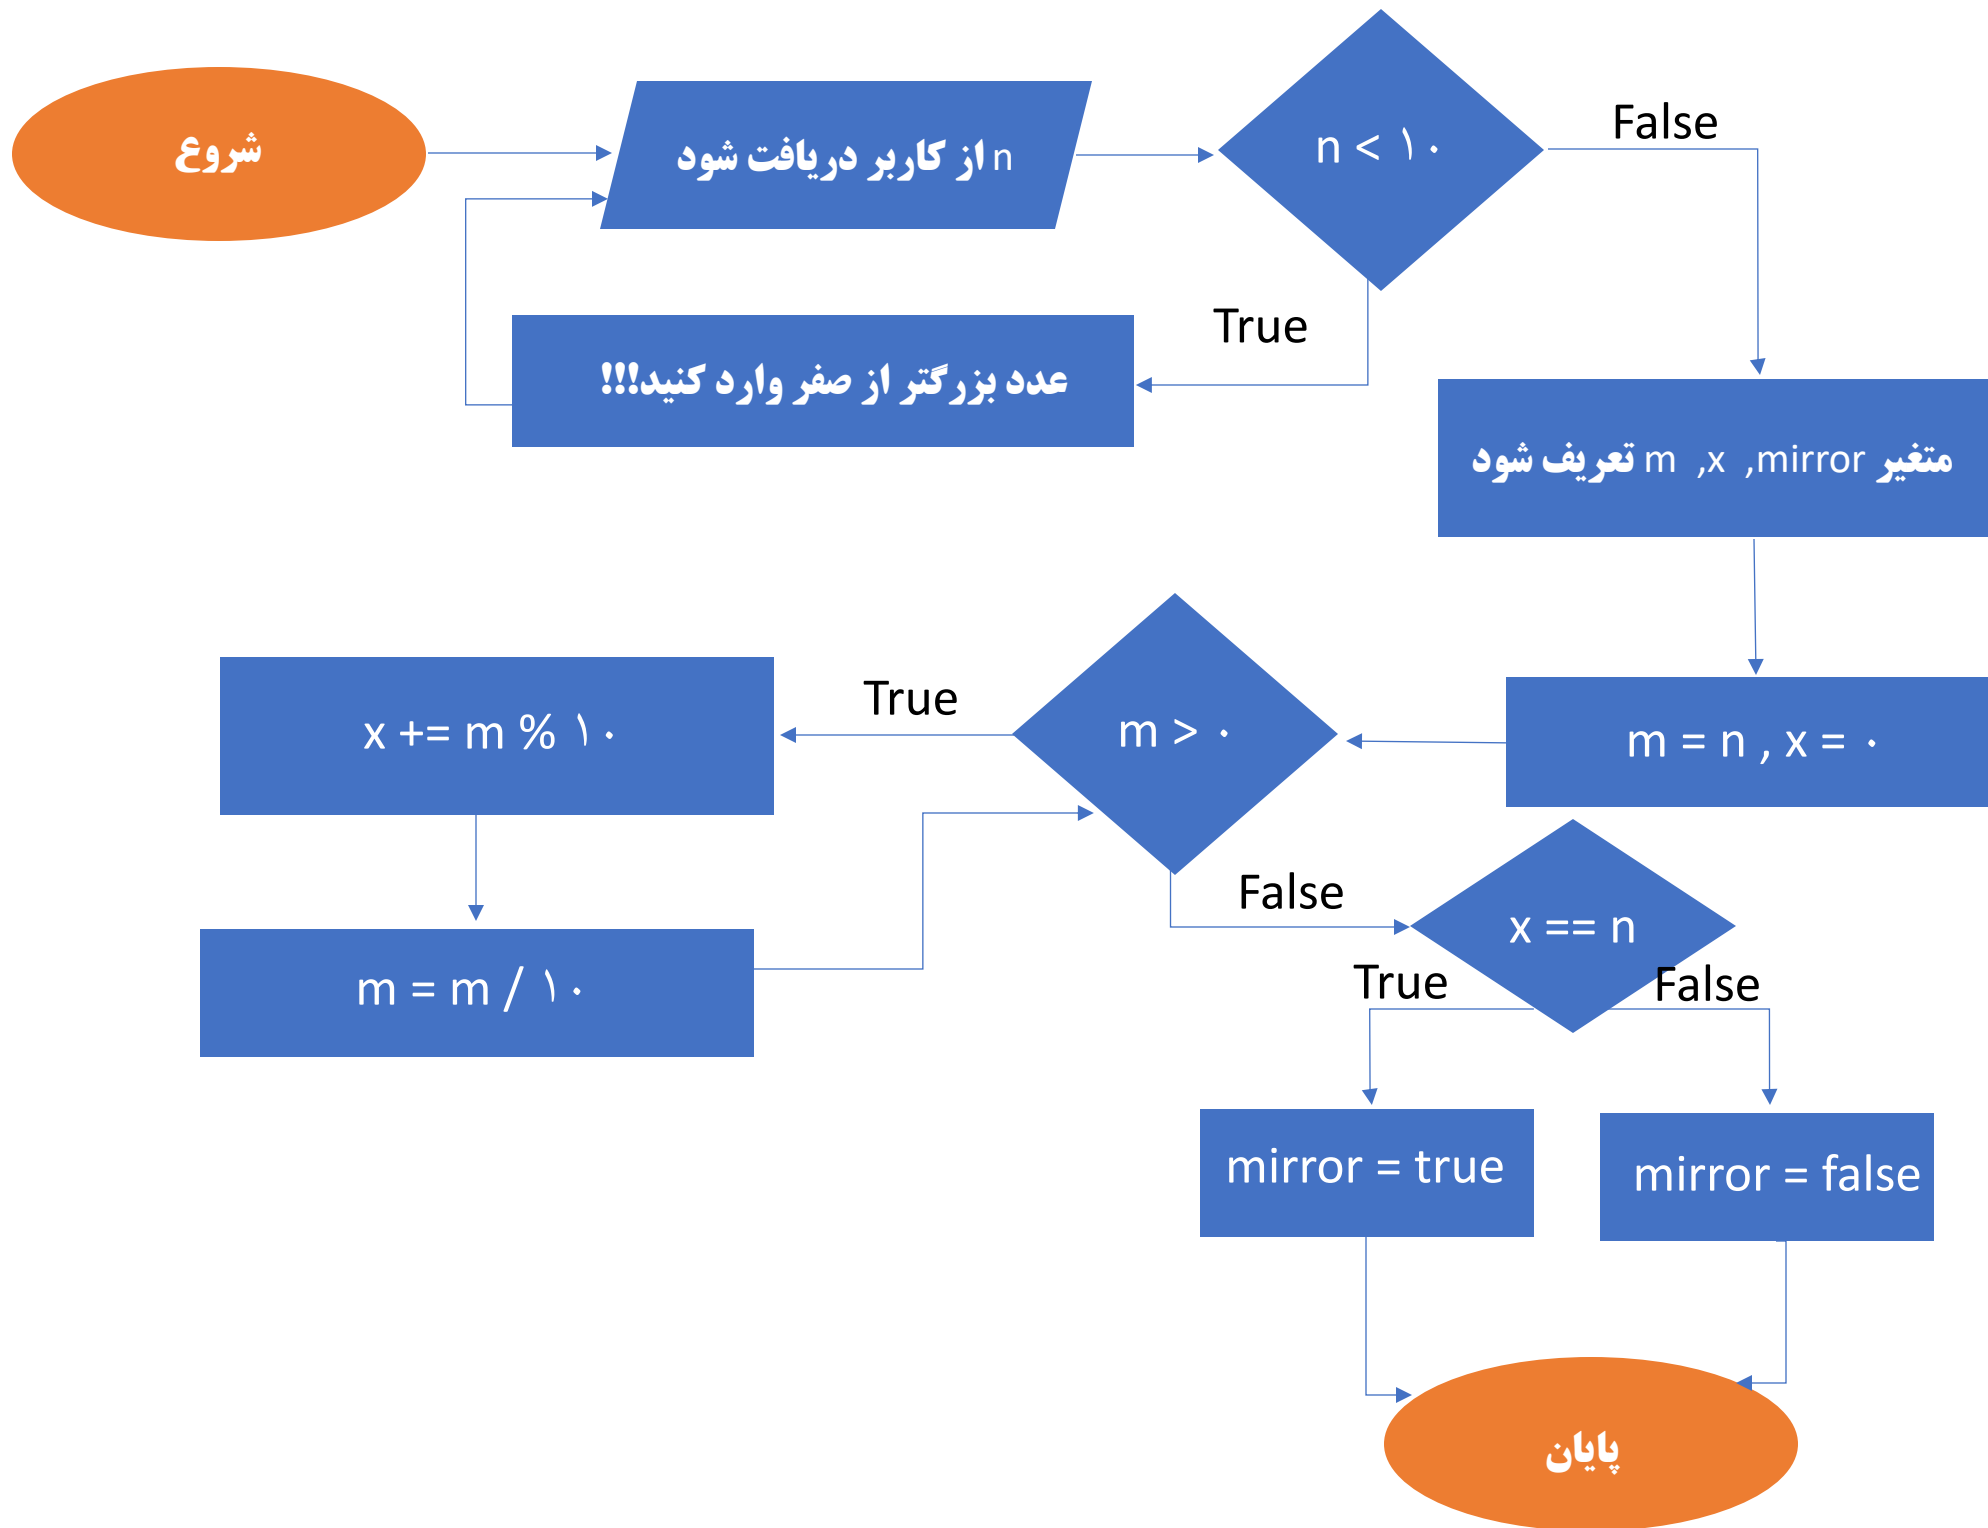 شروع
n از کاربر دریافت شود
n < ۱۰
False
True
عدد بزرگتر از صفر وارد کنید!!!
متغیر m ,x ,mirror تعریف شود
m = n , x = ۰
m > ۰
True
x += m % ۱۰
m = m / ۱۰
False
x == n
True
False
mirror = true
mirror = false
پایان